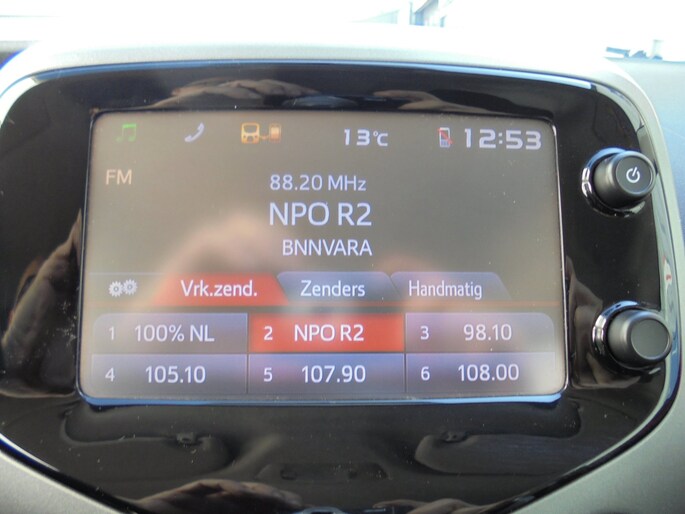 13°C 12:53
FM
88.20 MHz
NPO R2
BNNVARA
Vrk.zend. Zenders Handmatig
1 100% NL 2 NPO R2 3 98.10
4 105.10 5 107.90 6 108.00